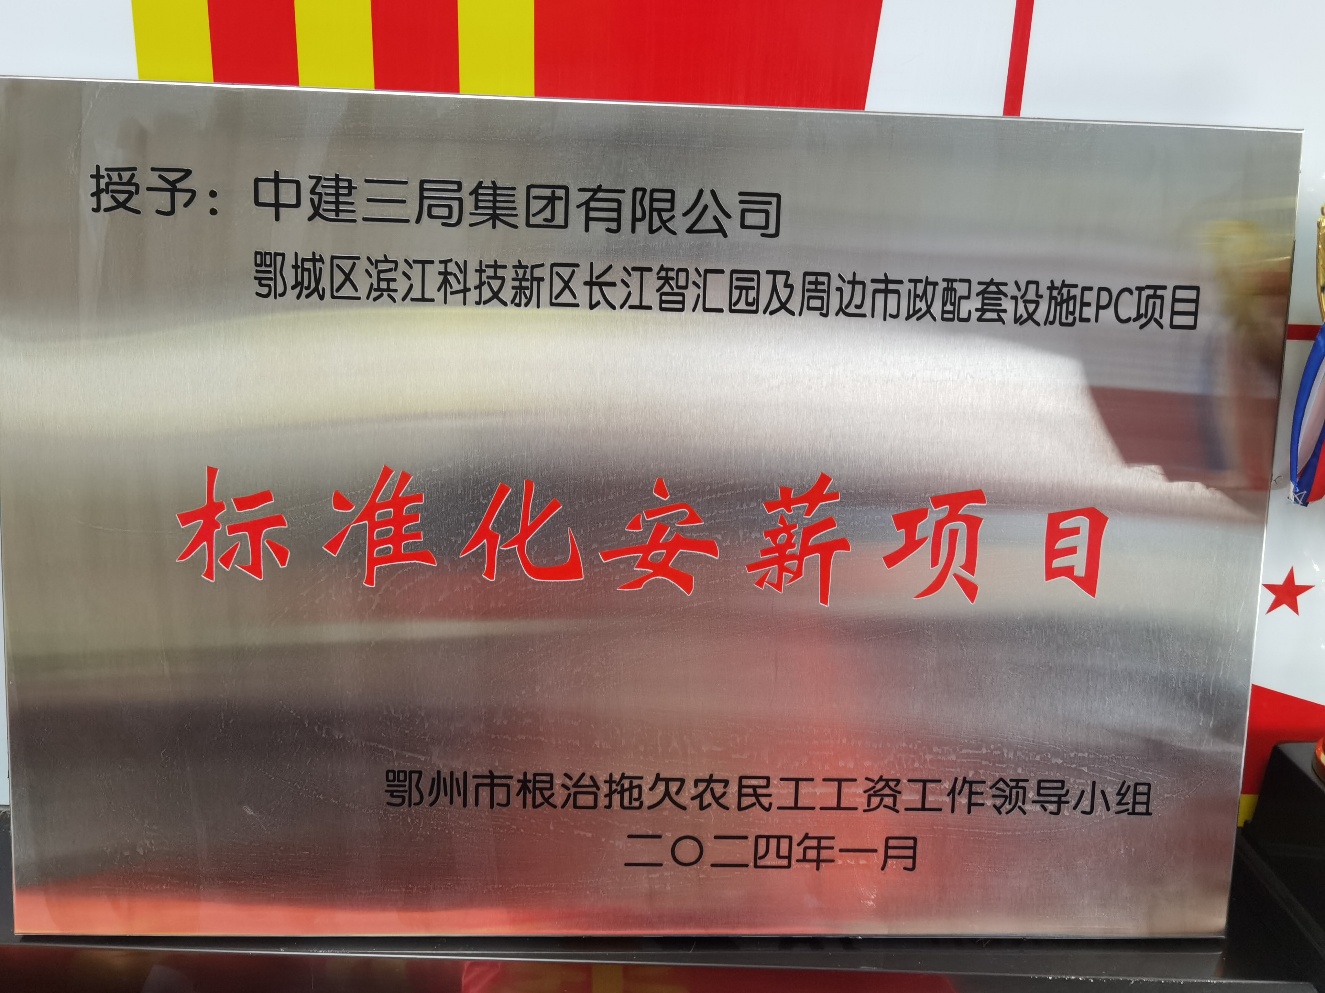 授予：中建三局集团有限公司
鄂城区滨江科技新区长江智汇园及周边市政配套设施EPC项目
标准化安薪项目
鄂州市根治拖欠农民工工资工作领导小组
二〇二四年一月